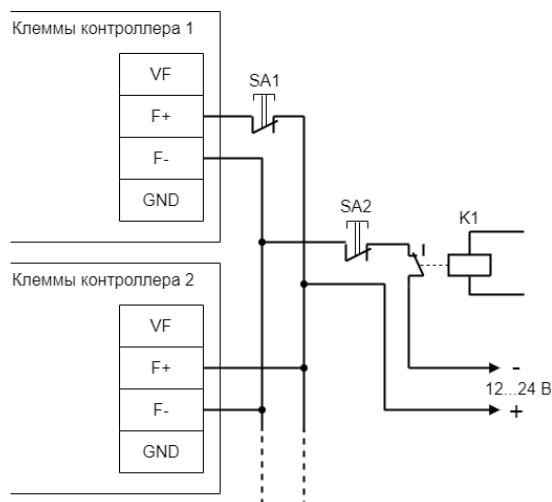 Клеммы контроллера 1
VF
F+
F-
GND
SA1
SA2
K1
Клеммы контроллера 2
VF
F+
F-
GND
-
12...24 В
+